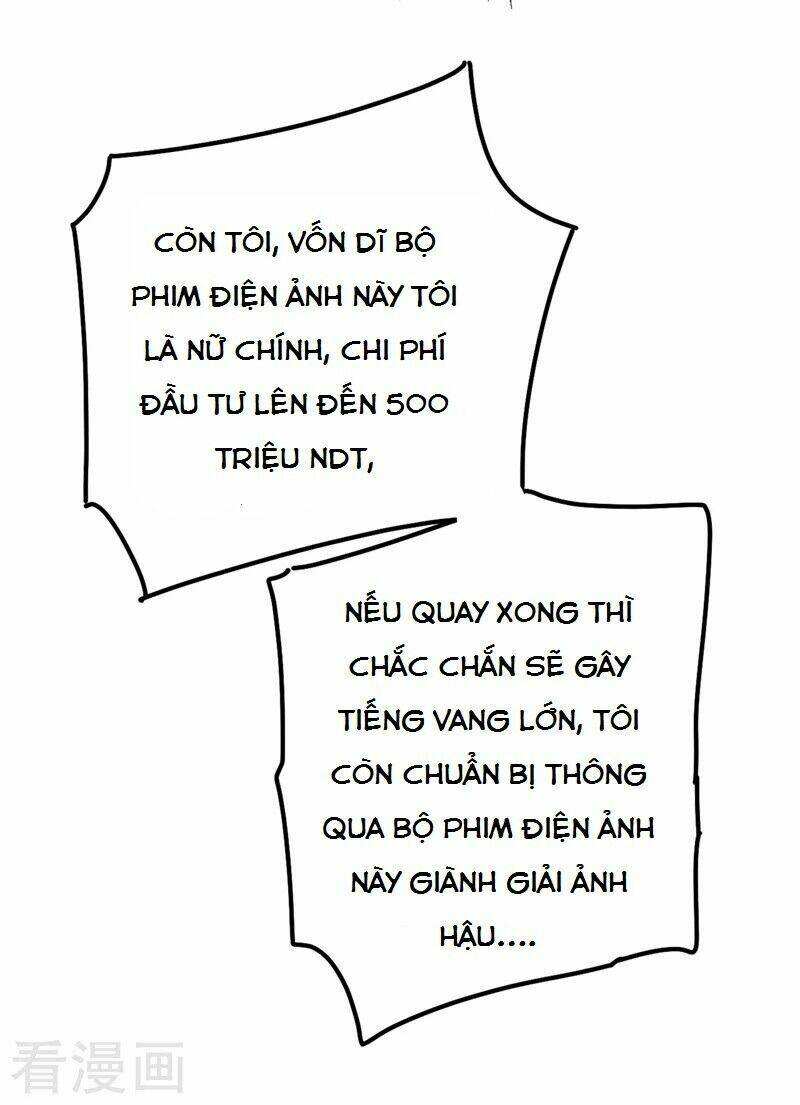 CÒN TÔI, VỐN DĨ BỘ
PHIM ĐIỆN ẢNH NÀY TÔI
LÀ NỮ CHÍNH, CHI PHÍ
ĐẦU TƯ LÊN ĐẾN 500
TRIỆU NDT,
NẾU QUAY XONG THÌ
CHẮC CHẮN SẼ GÂY
TIẾNG VANG LỚN, TÔI
CÒN CHUẨN BỊ THÔNG
QUA BỘ PHIM ĐIỆN ẢNH
NÀY GIÀNH GIẢI ẢNH
HẬU....
看漫画